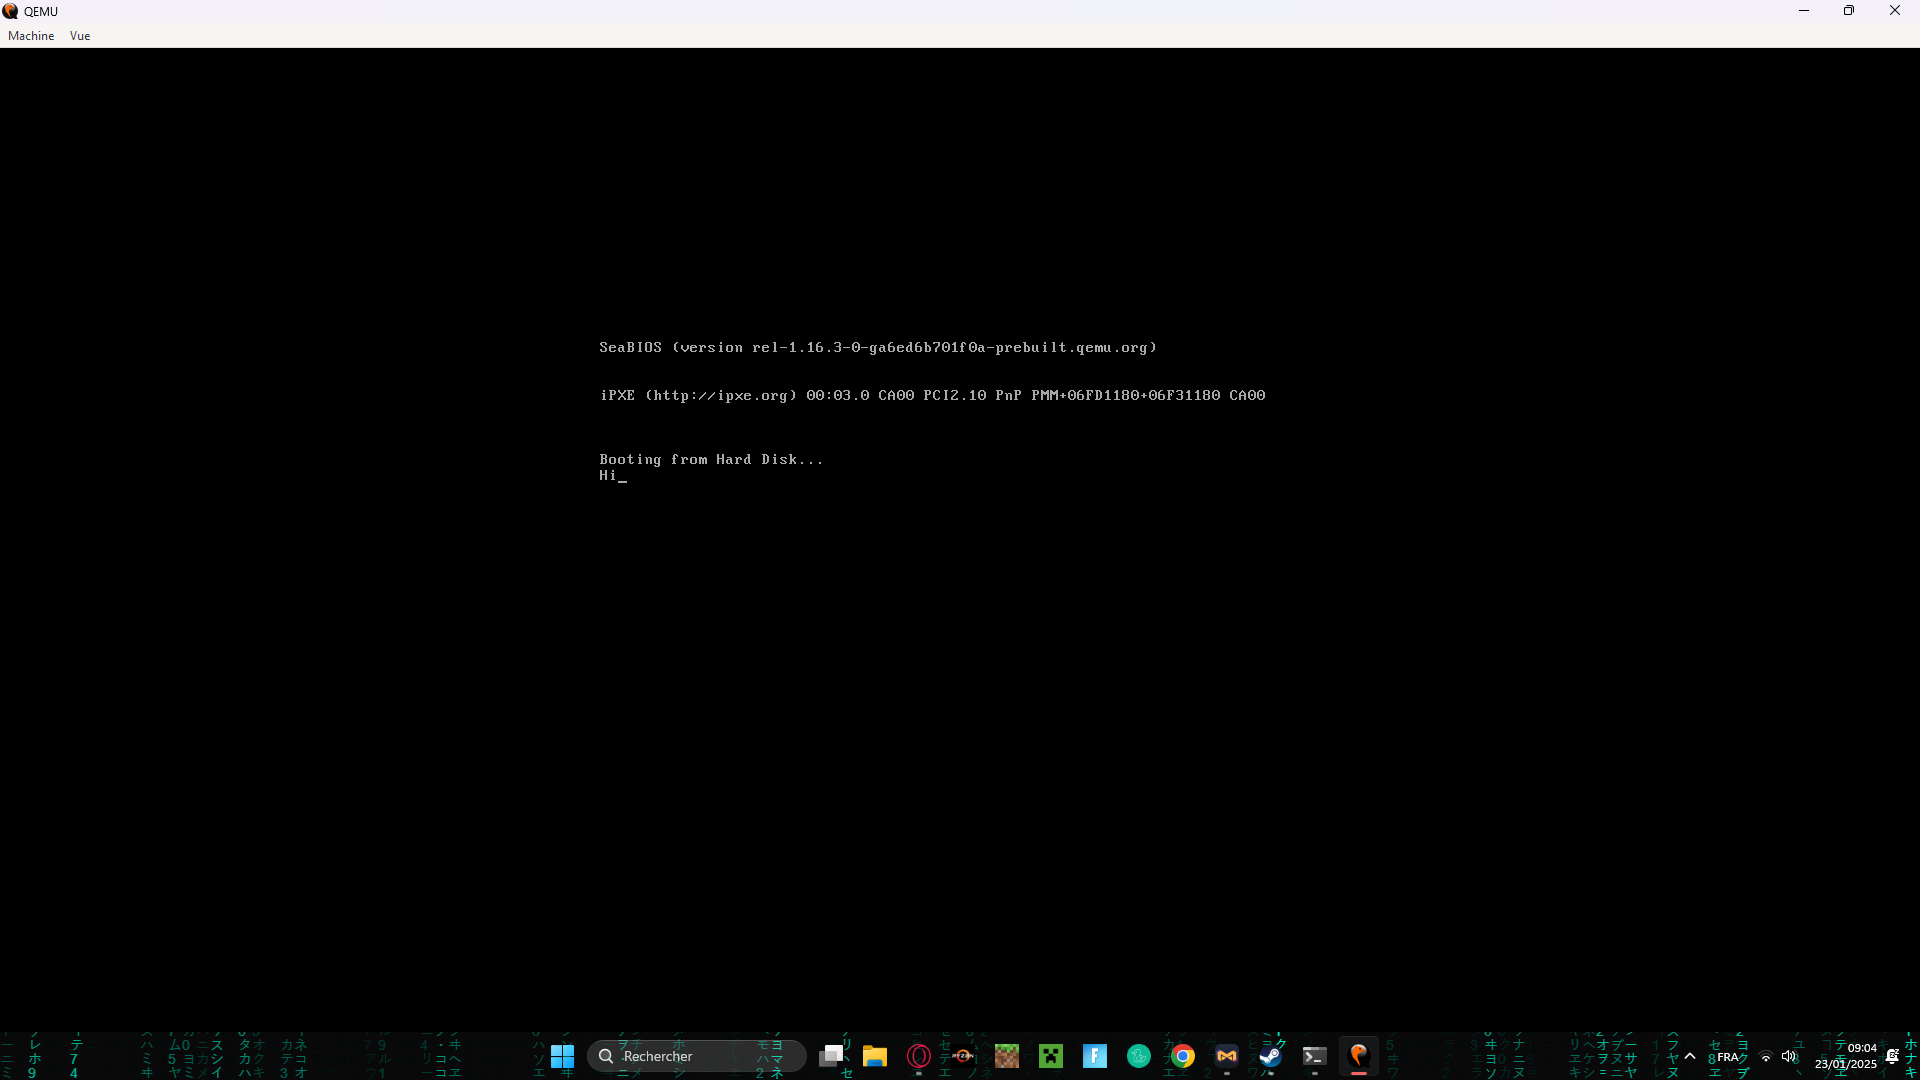 QEMU
Machine Vue
SeaBIOS (version rel-1.16.3-0-ga6ed6b701f0a-prebuilt.qemu.org)
iPXE (http://ipxe.org) 00:03.0 CA00 PCI2.10 PnP PMM+06FD1180+06F31180 CA00
Booting from Hard Disk...
Hi_
Rechercher
FRA
09:04
23/01/2025